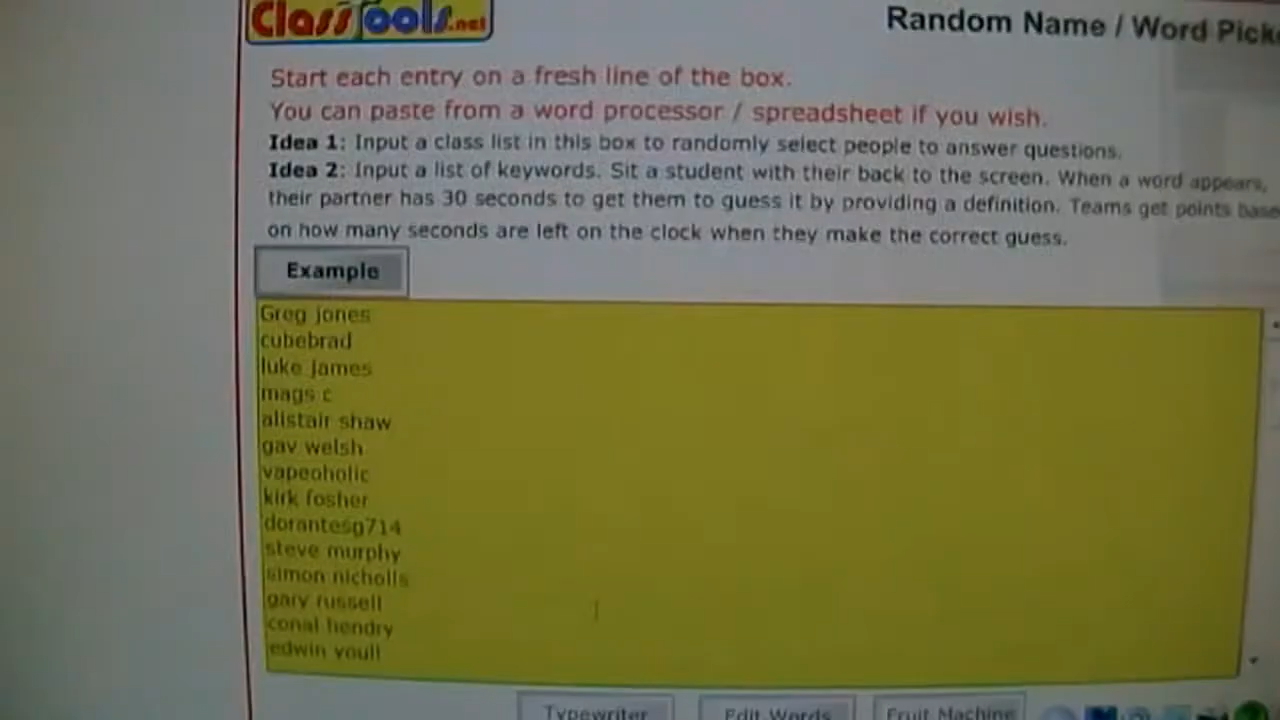 ClassTools.net
Random Name / Word
Start each entry on a fresh line of the box.
You can paste from a word processor / spreadsheet if you wish.
Idea 1: Input a class list in this box to randomly select people to answer questions.
Idea 2: Input a list of keywords. Sit a student with their back to the screen. When a word appears,
their partner has 30 seconds to get them to guess it by providing a definition. Teams get points
on how many seconds are left on the clock when they make the correct guess.
Example
Greg jones
cubebrad
luke james
mags c
alistair shaw
gav welsh
vapeoholic
kirk fosher
dorantesg714
steve murphy
simon nicholls
gary russell
conal hendry
edwin youll
Typewriter Edit Words Fruit Machine